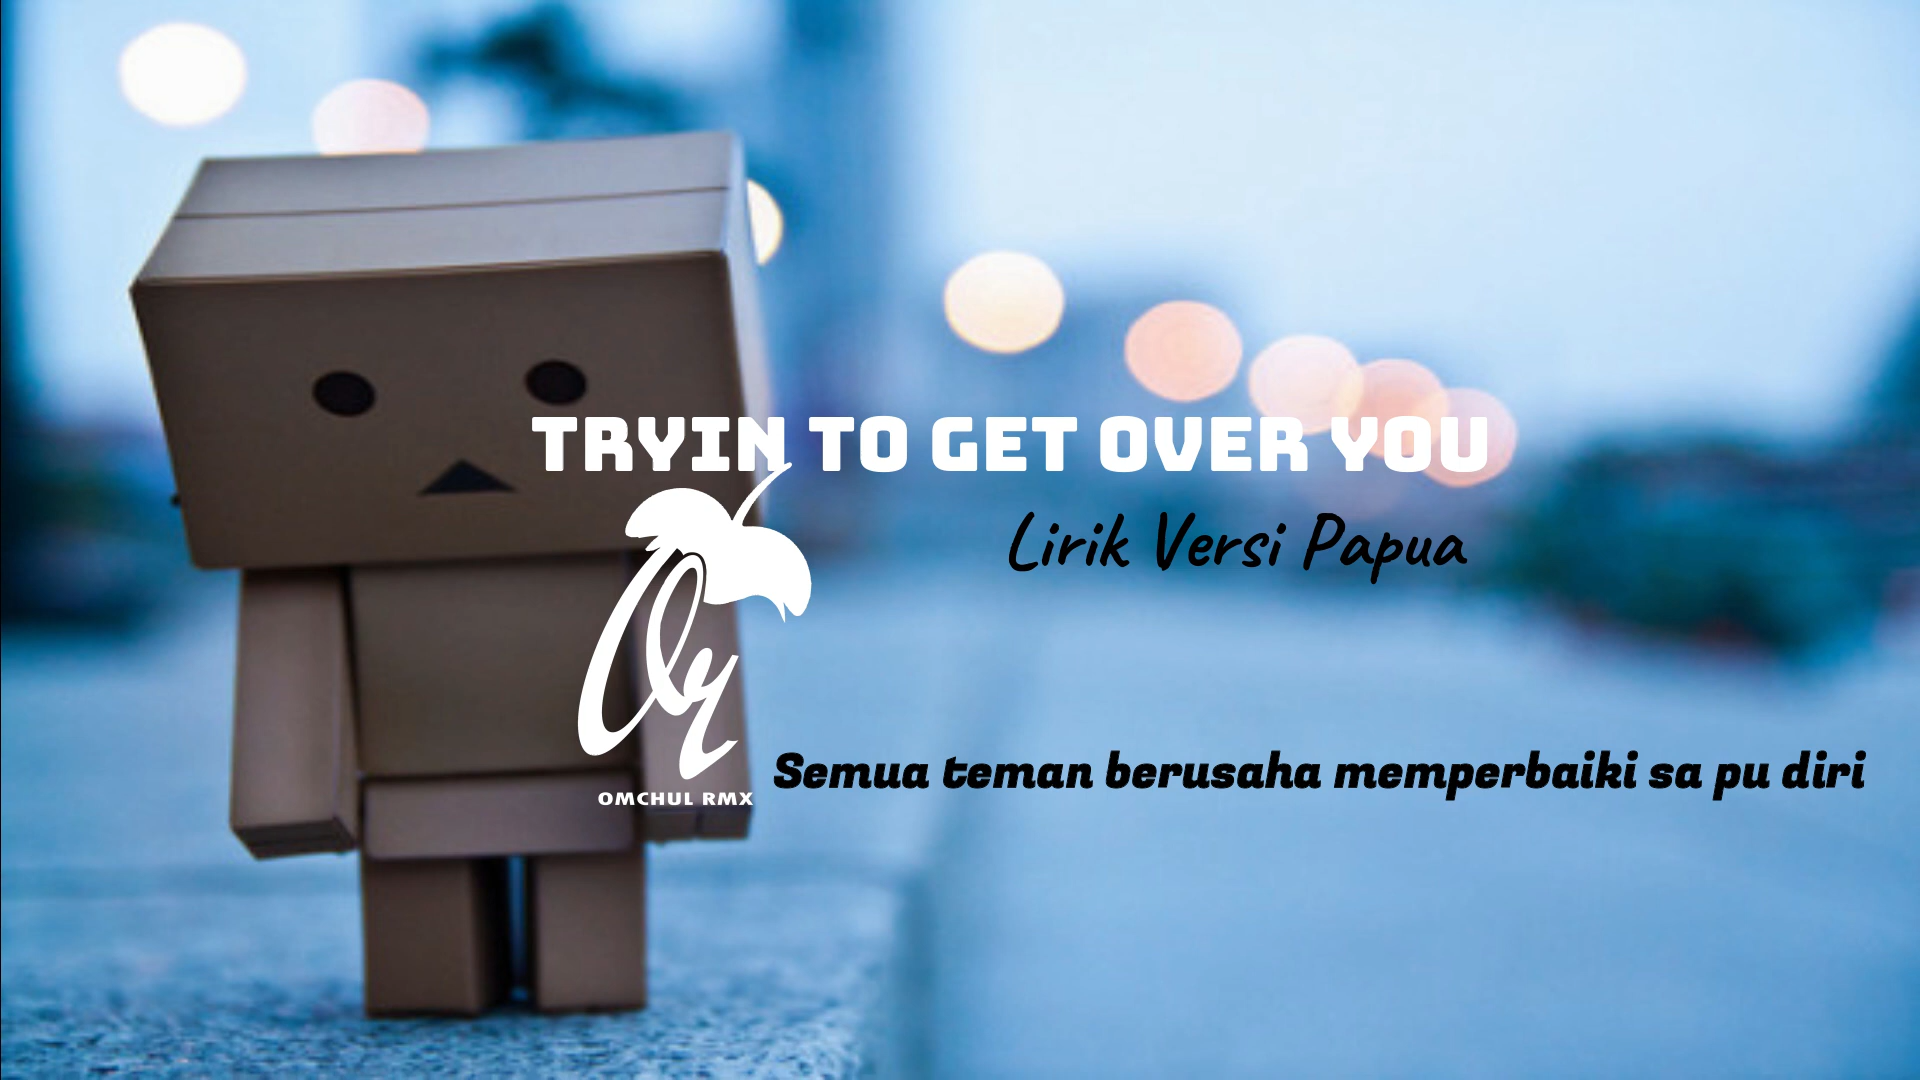 TRYIN TO GET OVER YOU
Lirik Versi Papua
OMCHUL RMX
Semua teman berusaha memperbaiki sa pu diri